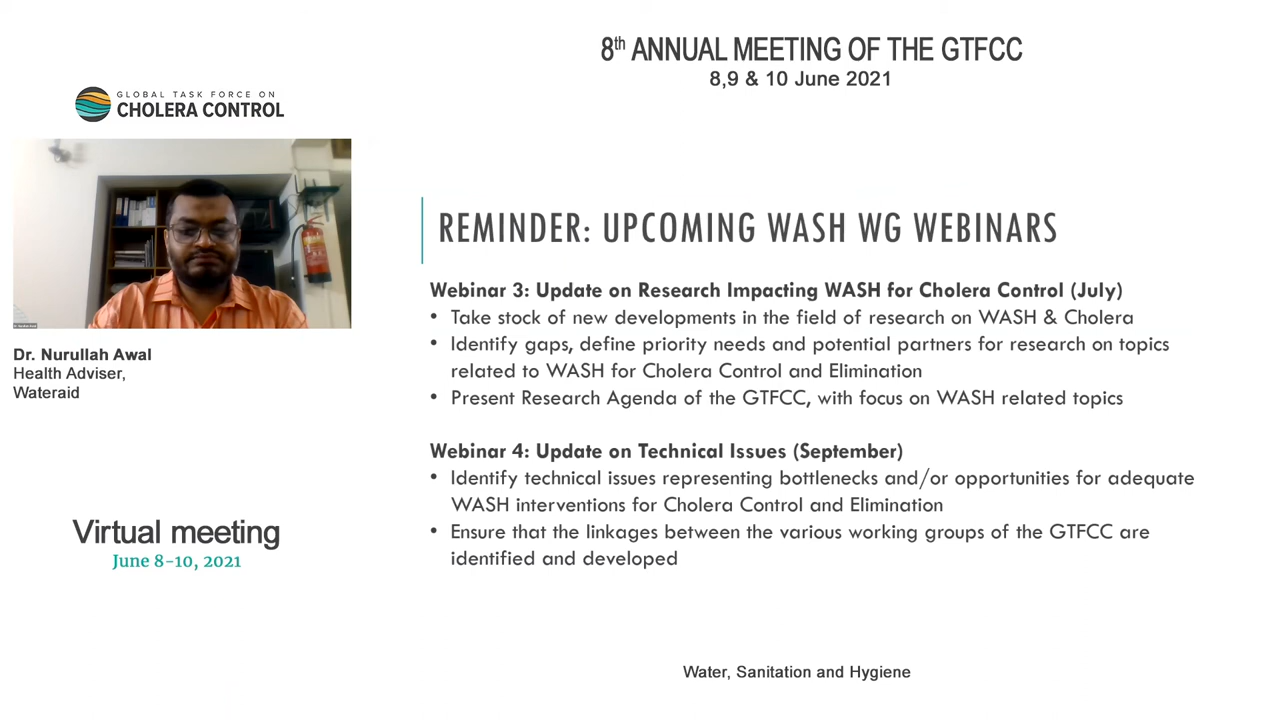 8th ANNUAL MEETING OF THE GTFCC
8,9 & 10 June 2021
GLOBAL TASK FORCE ON
CHOLERA CONTROL
Dr. Nurullah Awal
Health Adviser,
Wateraid
Virtual meeting
June 8-10, 2021
REMINDER: UPCOMING WASH WG WEBINARS
Webinar 3: Update on Research Impacting WASH for Cholera Control (July)
• Take stock of new developments in the field of research on WASH & Cholera
• Identify gaps, define priority needs and potential partners for research on topics
related to WASH for Cholera Control and Elimination
• Present Research Agenda of the GTFCC, with focus on WASH related topics
Webinar 4: Update on Technical Issues (September)
• Identify technical issues representing bottlenecks and/or opportunities for adequate
WASH interventions for Cholera Control and Elimination
• Ensure that the linkages between the various working groups of the GTFCC are
identified and developed
Water, Sanitation and Hygiene